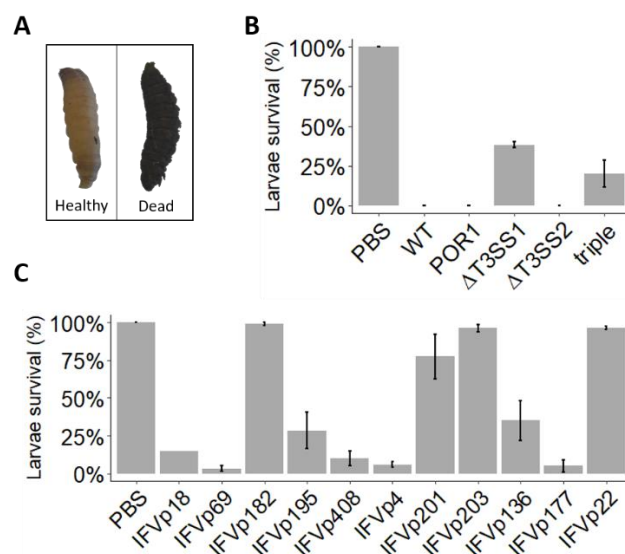 A
Healthy
Dead
B
Larvae survival (%)
100%
75%
50%
25%
0%
PBS
WT
POR1
ΔT3SS1
ΔT3SS2
triple
C
Larvae survival (%)
100%
75%
50%
25%
0%
PBS
IFVp18
IFVp69
IFVp182
IFVp195
IFVp408
IFVp4
IFVp201
IFVp203
IFVp136
IFVp177
IFVp22